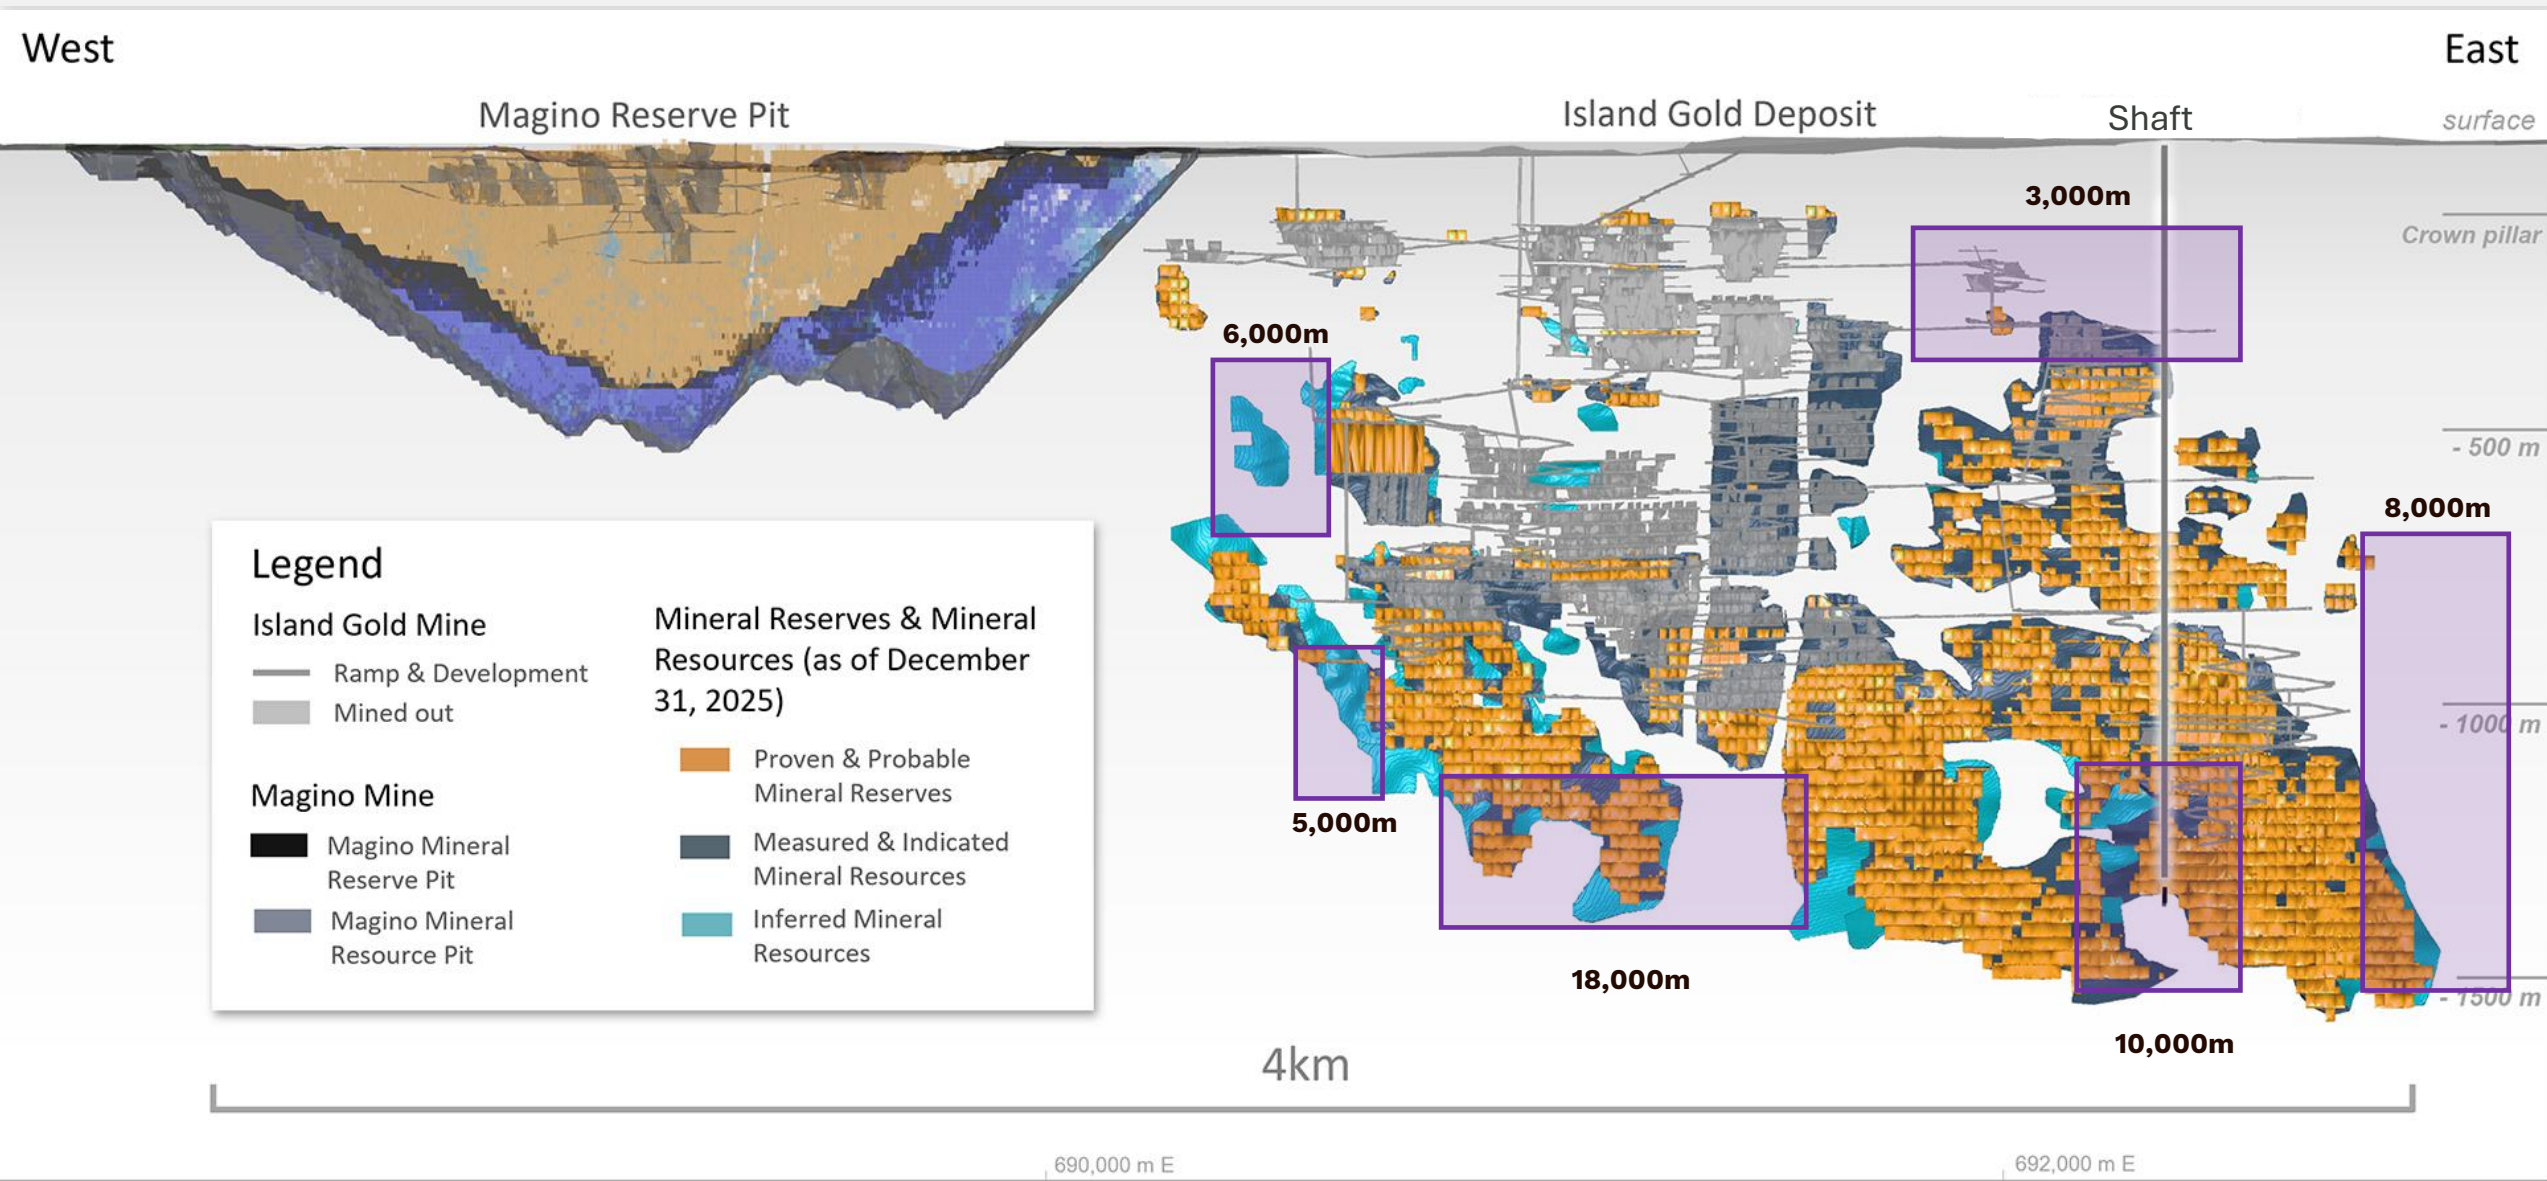 West
East
Magino Reserve Pit
Island Gold Deposit
Shaft
surface
3,000m
Crown pillar
6,000m
- 500 m
8,000m
Legend
Island Gold Mine
Ramp & Development
Mined out
Magino Mine
Magino Mineral
Reserve Pit
Magino Mineral
Resource Pit
Mineral Reserves & Mineral
Resources (as of December
31, 2025)
Proven & Probable
Mineral Reserves
Measured & Indicated
Mineral Resources
Inferred Mineral
Resources
- 1000 m
5,000m
18,000m
- 1500 m
10,000m
4km
690,000 m E
692,000 m E